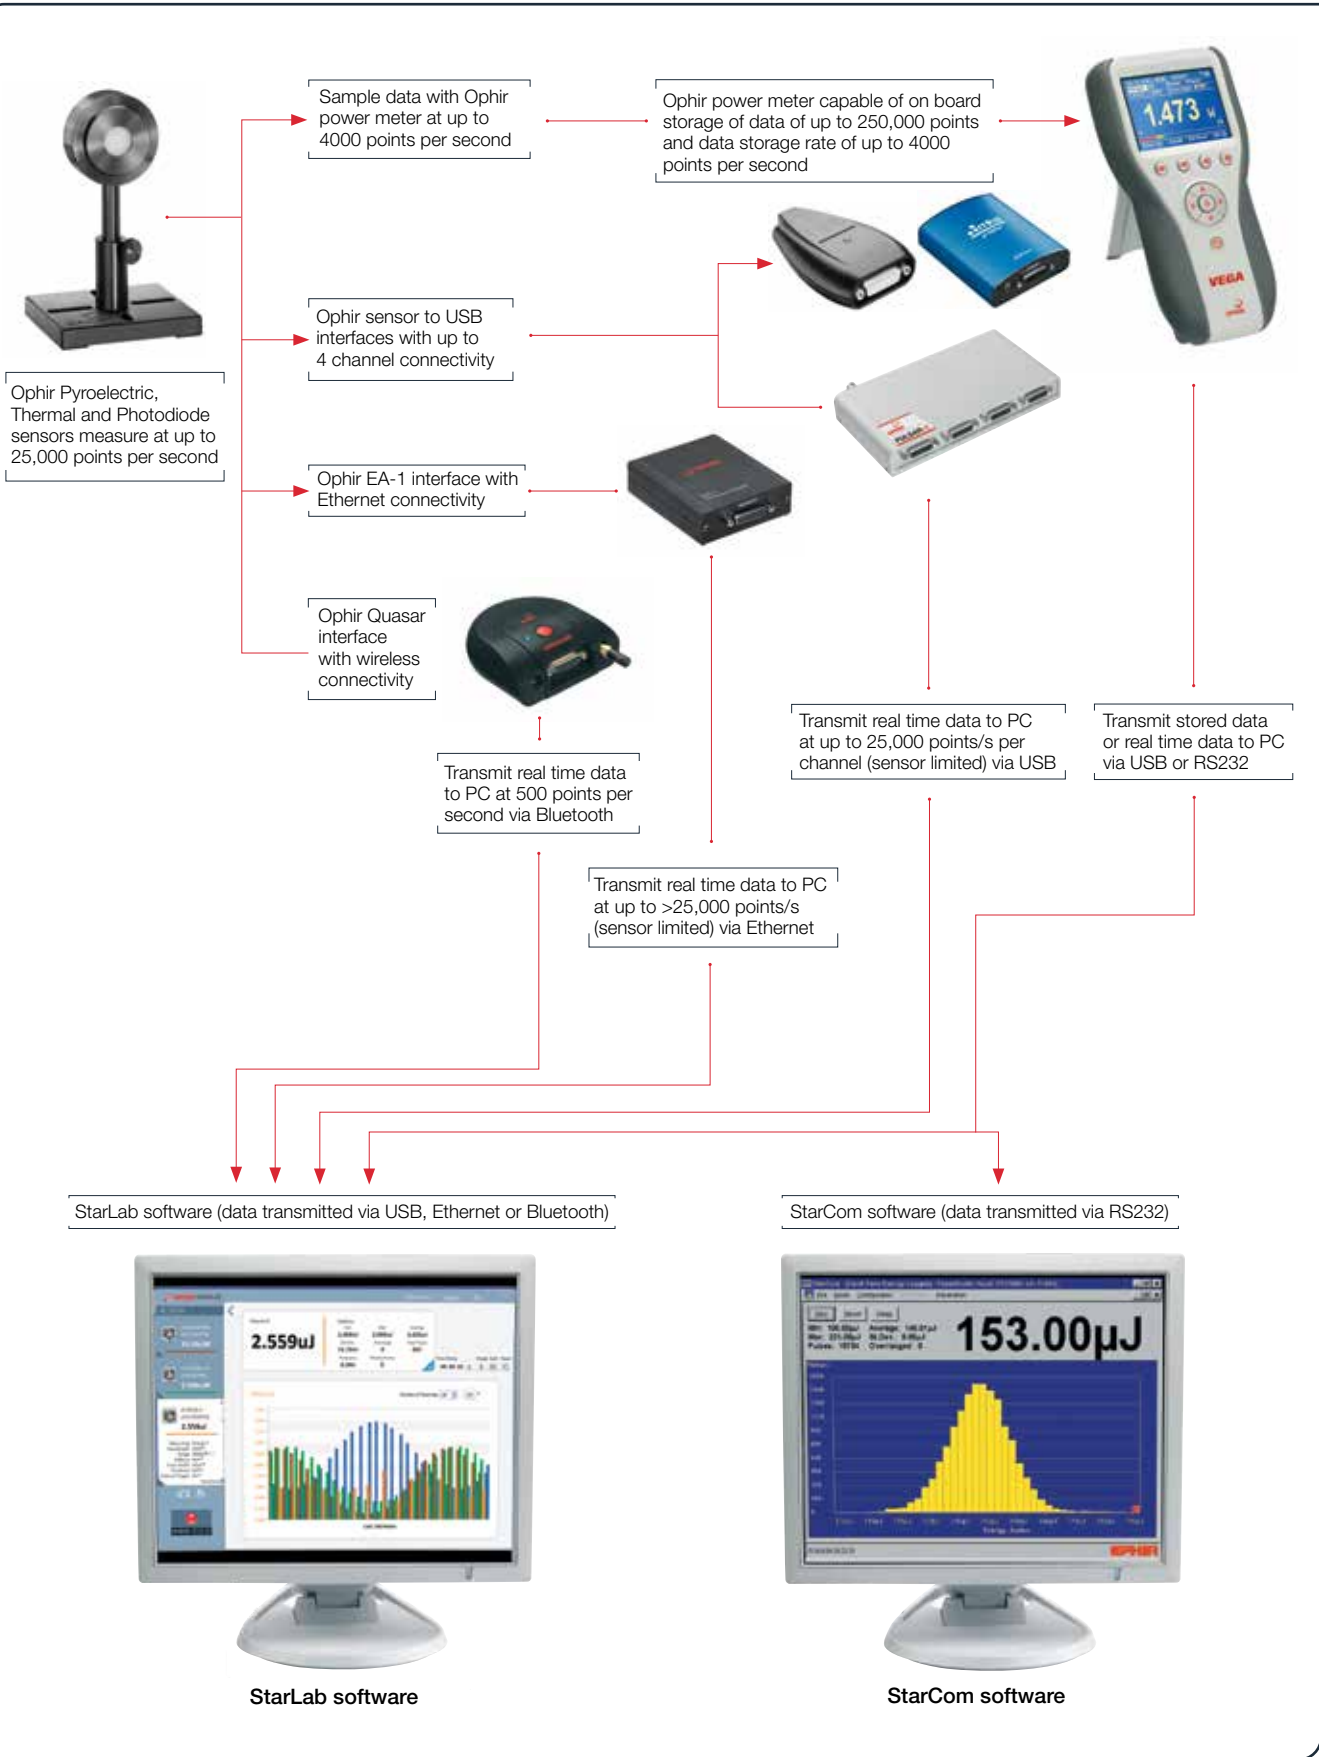 Sample data with Ophir
power meter at up to
4000 points per second
Ophir power meter capable of on board
storage of data of up to 250,000 points
and data storage rate of up to 4000
points per second
1.473
VEGA
Ophir sensor to USB
interfaces with up to
4 channel connectivity
Ophir Pyroelectric,
Thermal and Photodiode
sensors measure at up to
25,000 points per second
Ophir EA-1 interface with
Ethernet connectivity
Ophir Quasar
interface
with wireless
connectivity
Transmit real time data to PC
at up to 25,000 points/s per
channel (sensor limited) via USB
Transmit stored data
or real time data to PC
via USB or RS232
Transmit real time data
to PC at 500 points per
second via Bluetooth
Transmit real time data to PC
at up to >25,000 points/s
(sensor limited) via Ethernet
StarLab software (data transmitted via USB, Ethernet or Bluetooth)
StarCom software (data transmitted via RS232)
2.559uJ
153.00µJ
OPHIR
StarLab software
StarCom software